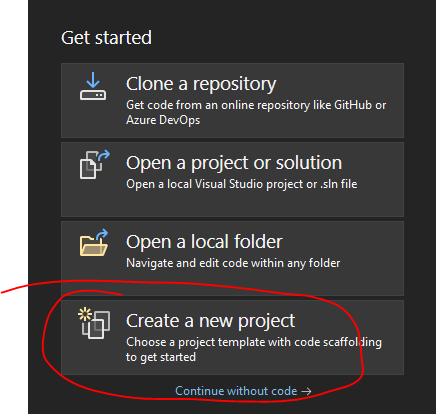 Get started
Clone a repository
Get code from an online repository like GitHub or
Azure DevOps
Open a project or solution
Open a local Visual Studio project or .sln file
Open a local folder
Navigate and edit code within any folder
Create a new project
Choose a project template with code scaffolding
to get started
Continue without code →